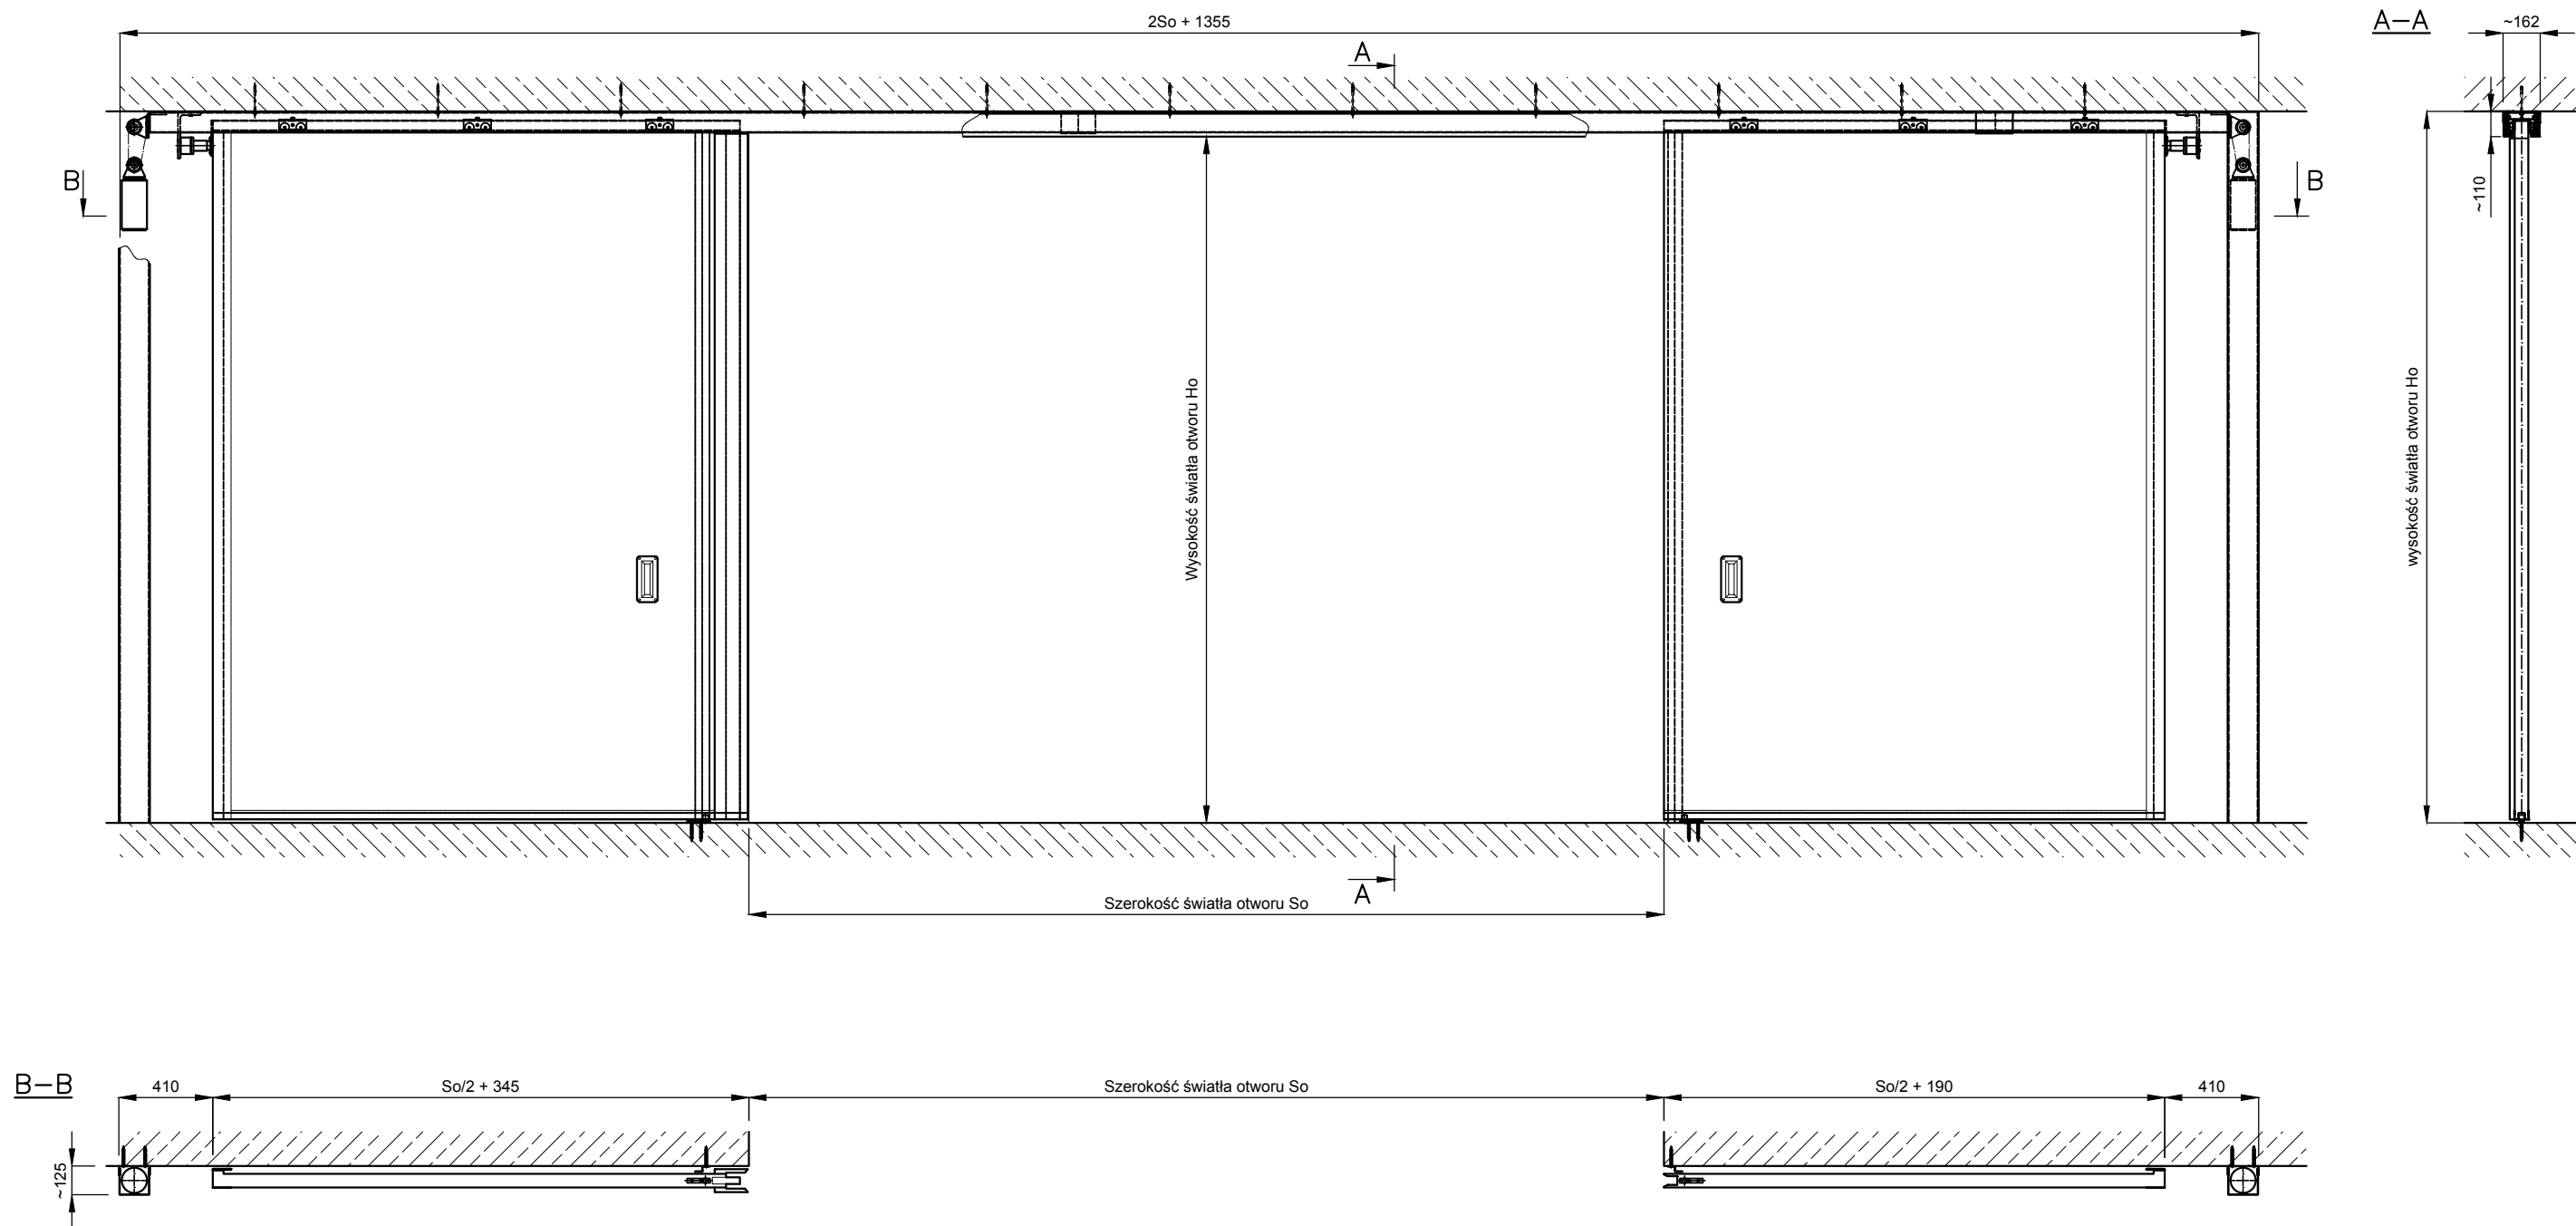 2So + 1355
A
A-A
~162
B
B
~110
Wysokość światła otworu Ho
wysokość światła otworu Ho
A
Szerokość światła otworu So
B-B
410
So/2 + 345
Szerokość światła otworu So
So/2 + 190
410
~125